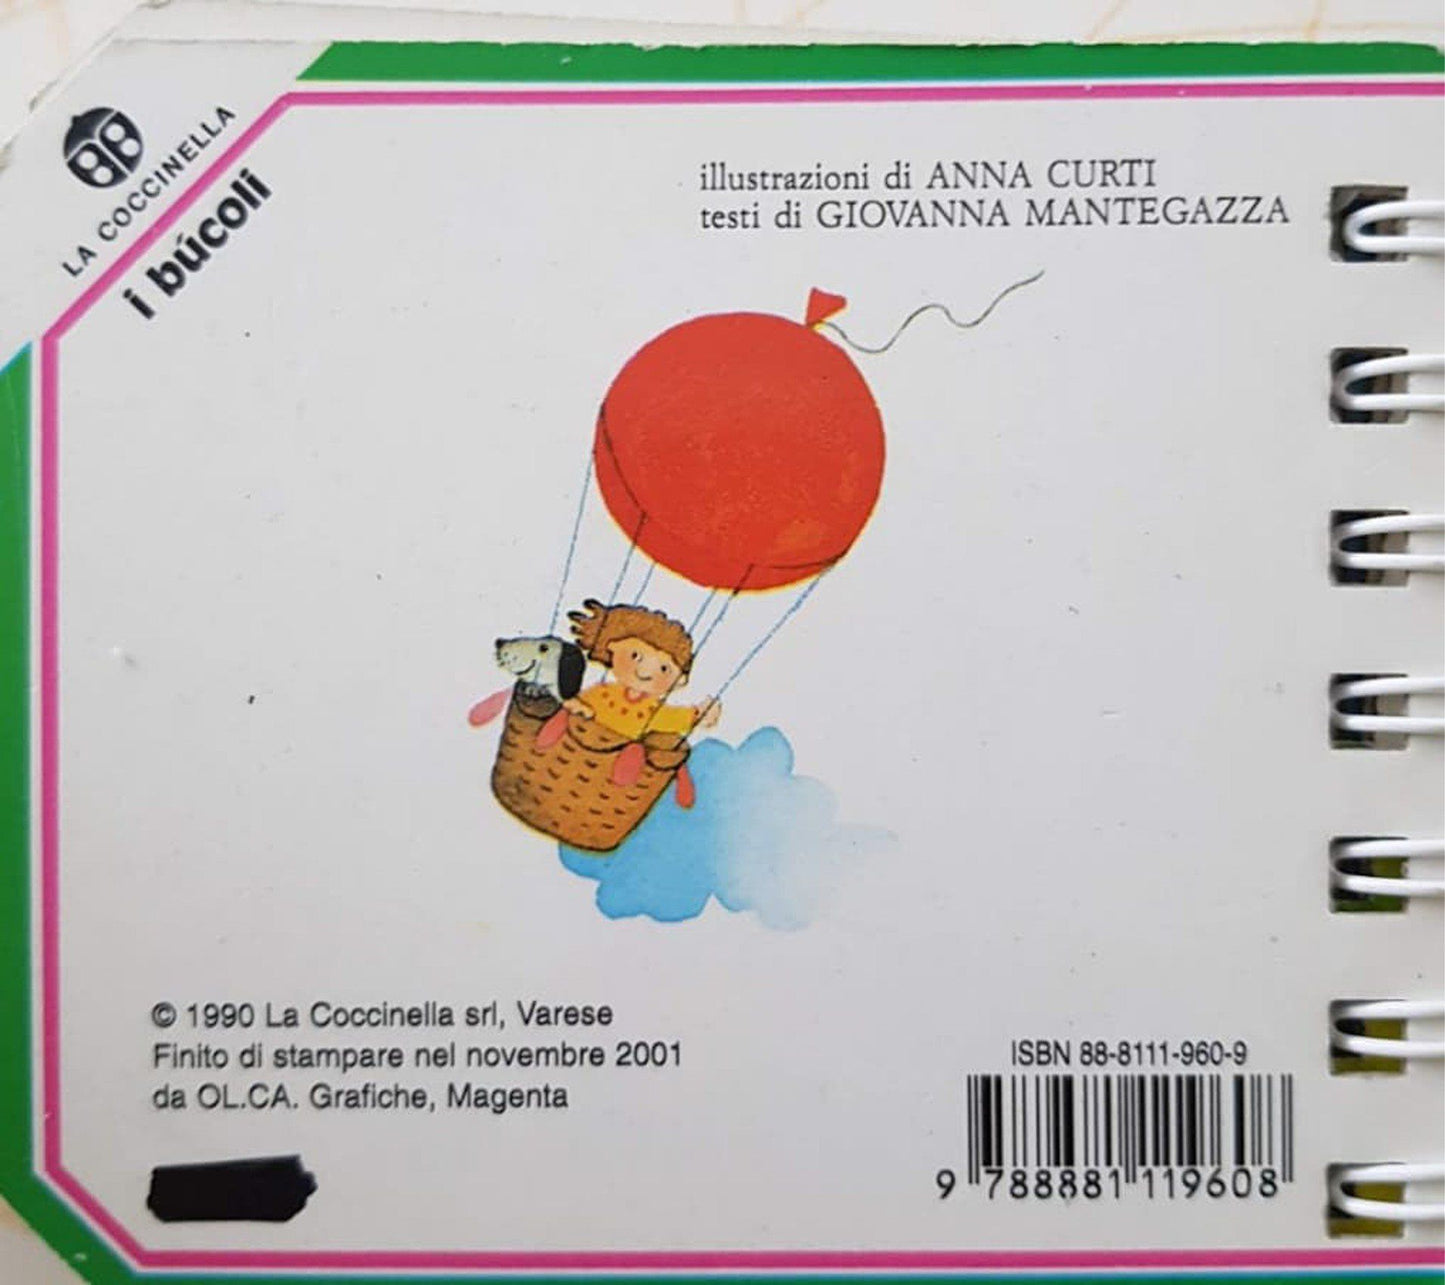 LA COCCINELLA
i búcoli
illustrazioni di ANNA CURTI
testi di GIOVANNA MANTEGAZZA
© 1990 La Coccinella srl, Varese
Finito di stampare nel novembre 2001
da OL.CA. Grafiche, Magenta
ISBN 88-8111-960-9
9 788881 119608